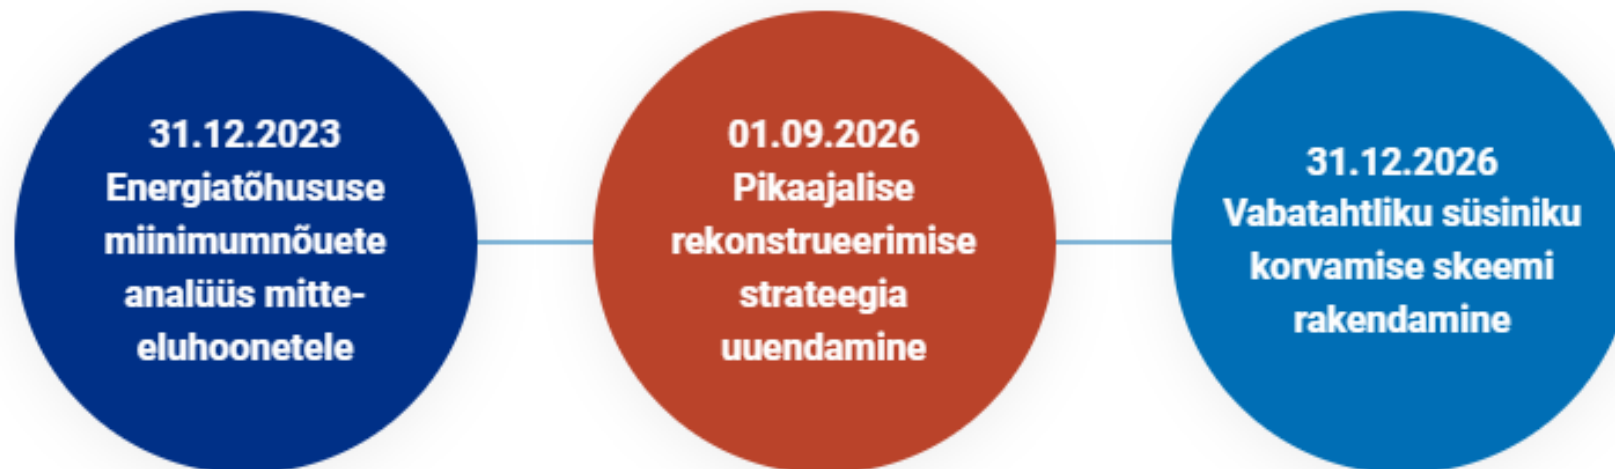 31.12.2023
Energiatõhususe
miinimumnõuete
analüüs mitte-
eluhoonetele
01.09.2026
Pikaajalise
rekonstrueerimise
strateegia
uuendamine
31.12.2026
Vabatahtliku süsiniku
korvamise skeemi
rakendamine